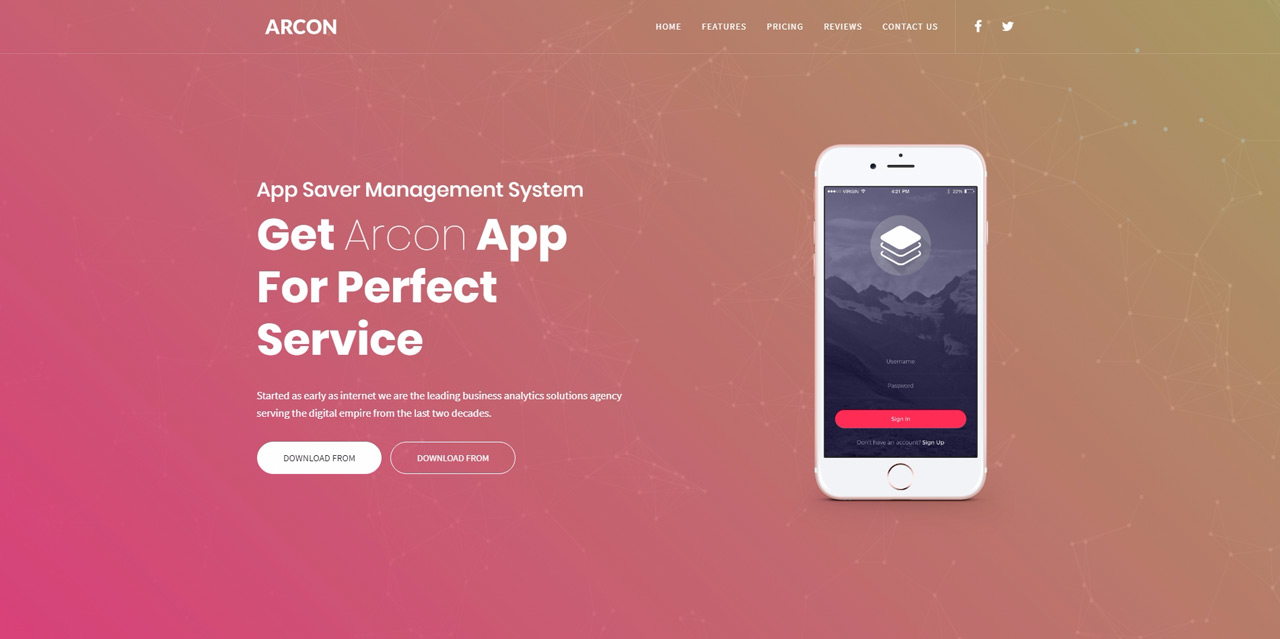 ARCON
HOME FEATURES PRICING REVIEWS CONTACT US
App Saver Management System
Get Arcon App
For Perfect
Service
Started as early as internet we are the leading business analytics solutions agency
serving the digital empire from the last two decades.
DOWNLOAD FROM DOWNLOAD FROM
VIRGIN 4:21 PM 22%
Username
Password
Sign In
Don't have an account? Sign Up